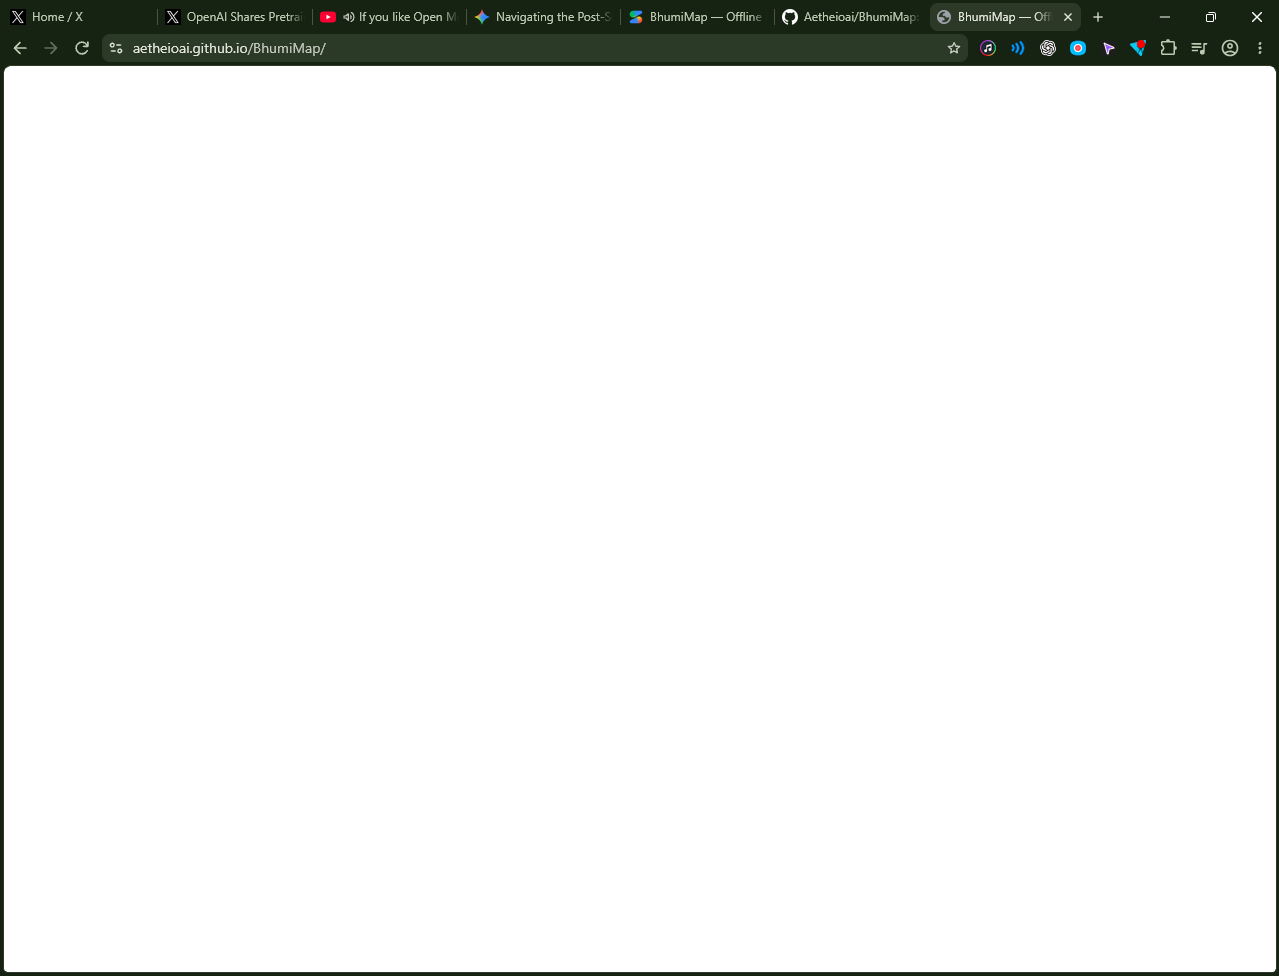 Home / X
OpenAI Shares Pretrai
If you like Open M
Navigating the Post-S
BhumiMap — Offline
Aetheioai/BhumiMap:
BhumiMap — Off
aetheioai.github.io/BhumiMap/